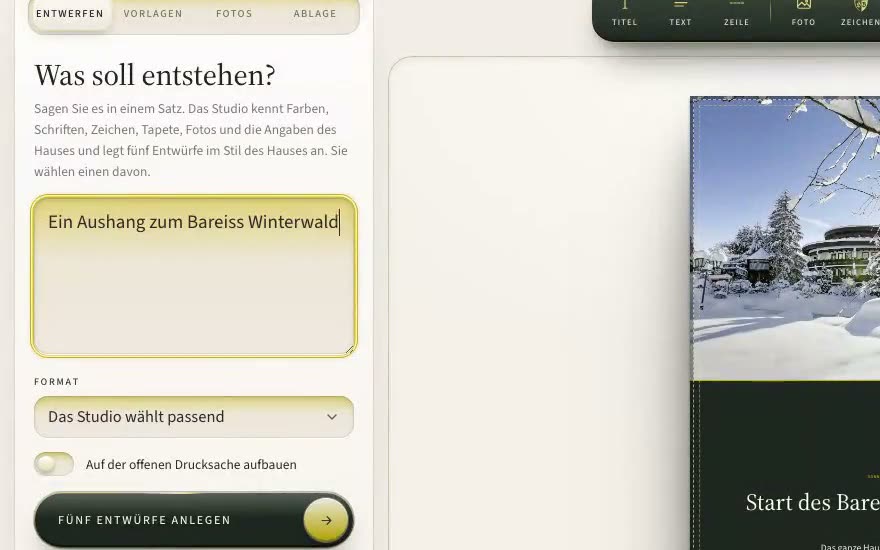 ENTWERFEN VORLAGEN FOTOS ABLAGE
TITEL TEXT ZEILE FOTO ZEICHEN
Was soll entstehen?
Sagen Sie es in einem Satz. Das Studio kennt Farben,
Schriften, Zeichen, Tapete, Fotos und die Angaben des
Hauses und legt fünf Entwürfe im Stil des Hauses an. Sie
wählen einen davon.
Ein Aushang zum Bareiss Winterwald
FORMAT
Das Studio wählt passend
Auf der offenen Drucksache aufbauen
FÜNF ENTWÜRFE ANLEGEN
Start des Bare
Das ganze Hau